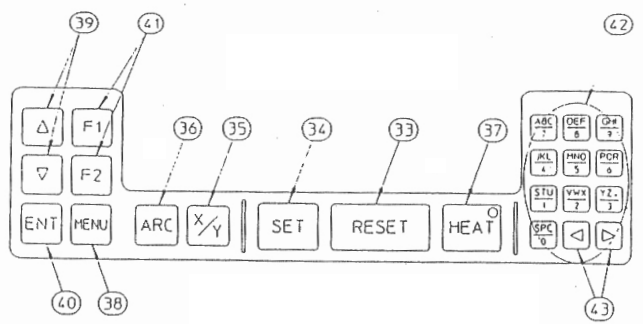 39 41 42
△ F1
36 35 34 33 37
ABC 7 DEF 8 GHI 9
▽ F2
JKL 4 MNO 5 PQR 6
STU 1 VWX 2 YZ. 3
ENT MENU ARC X/Y SET RESET HEAT
SPC 0 ◁ ▷
40 38 43